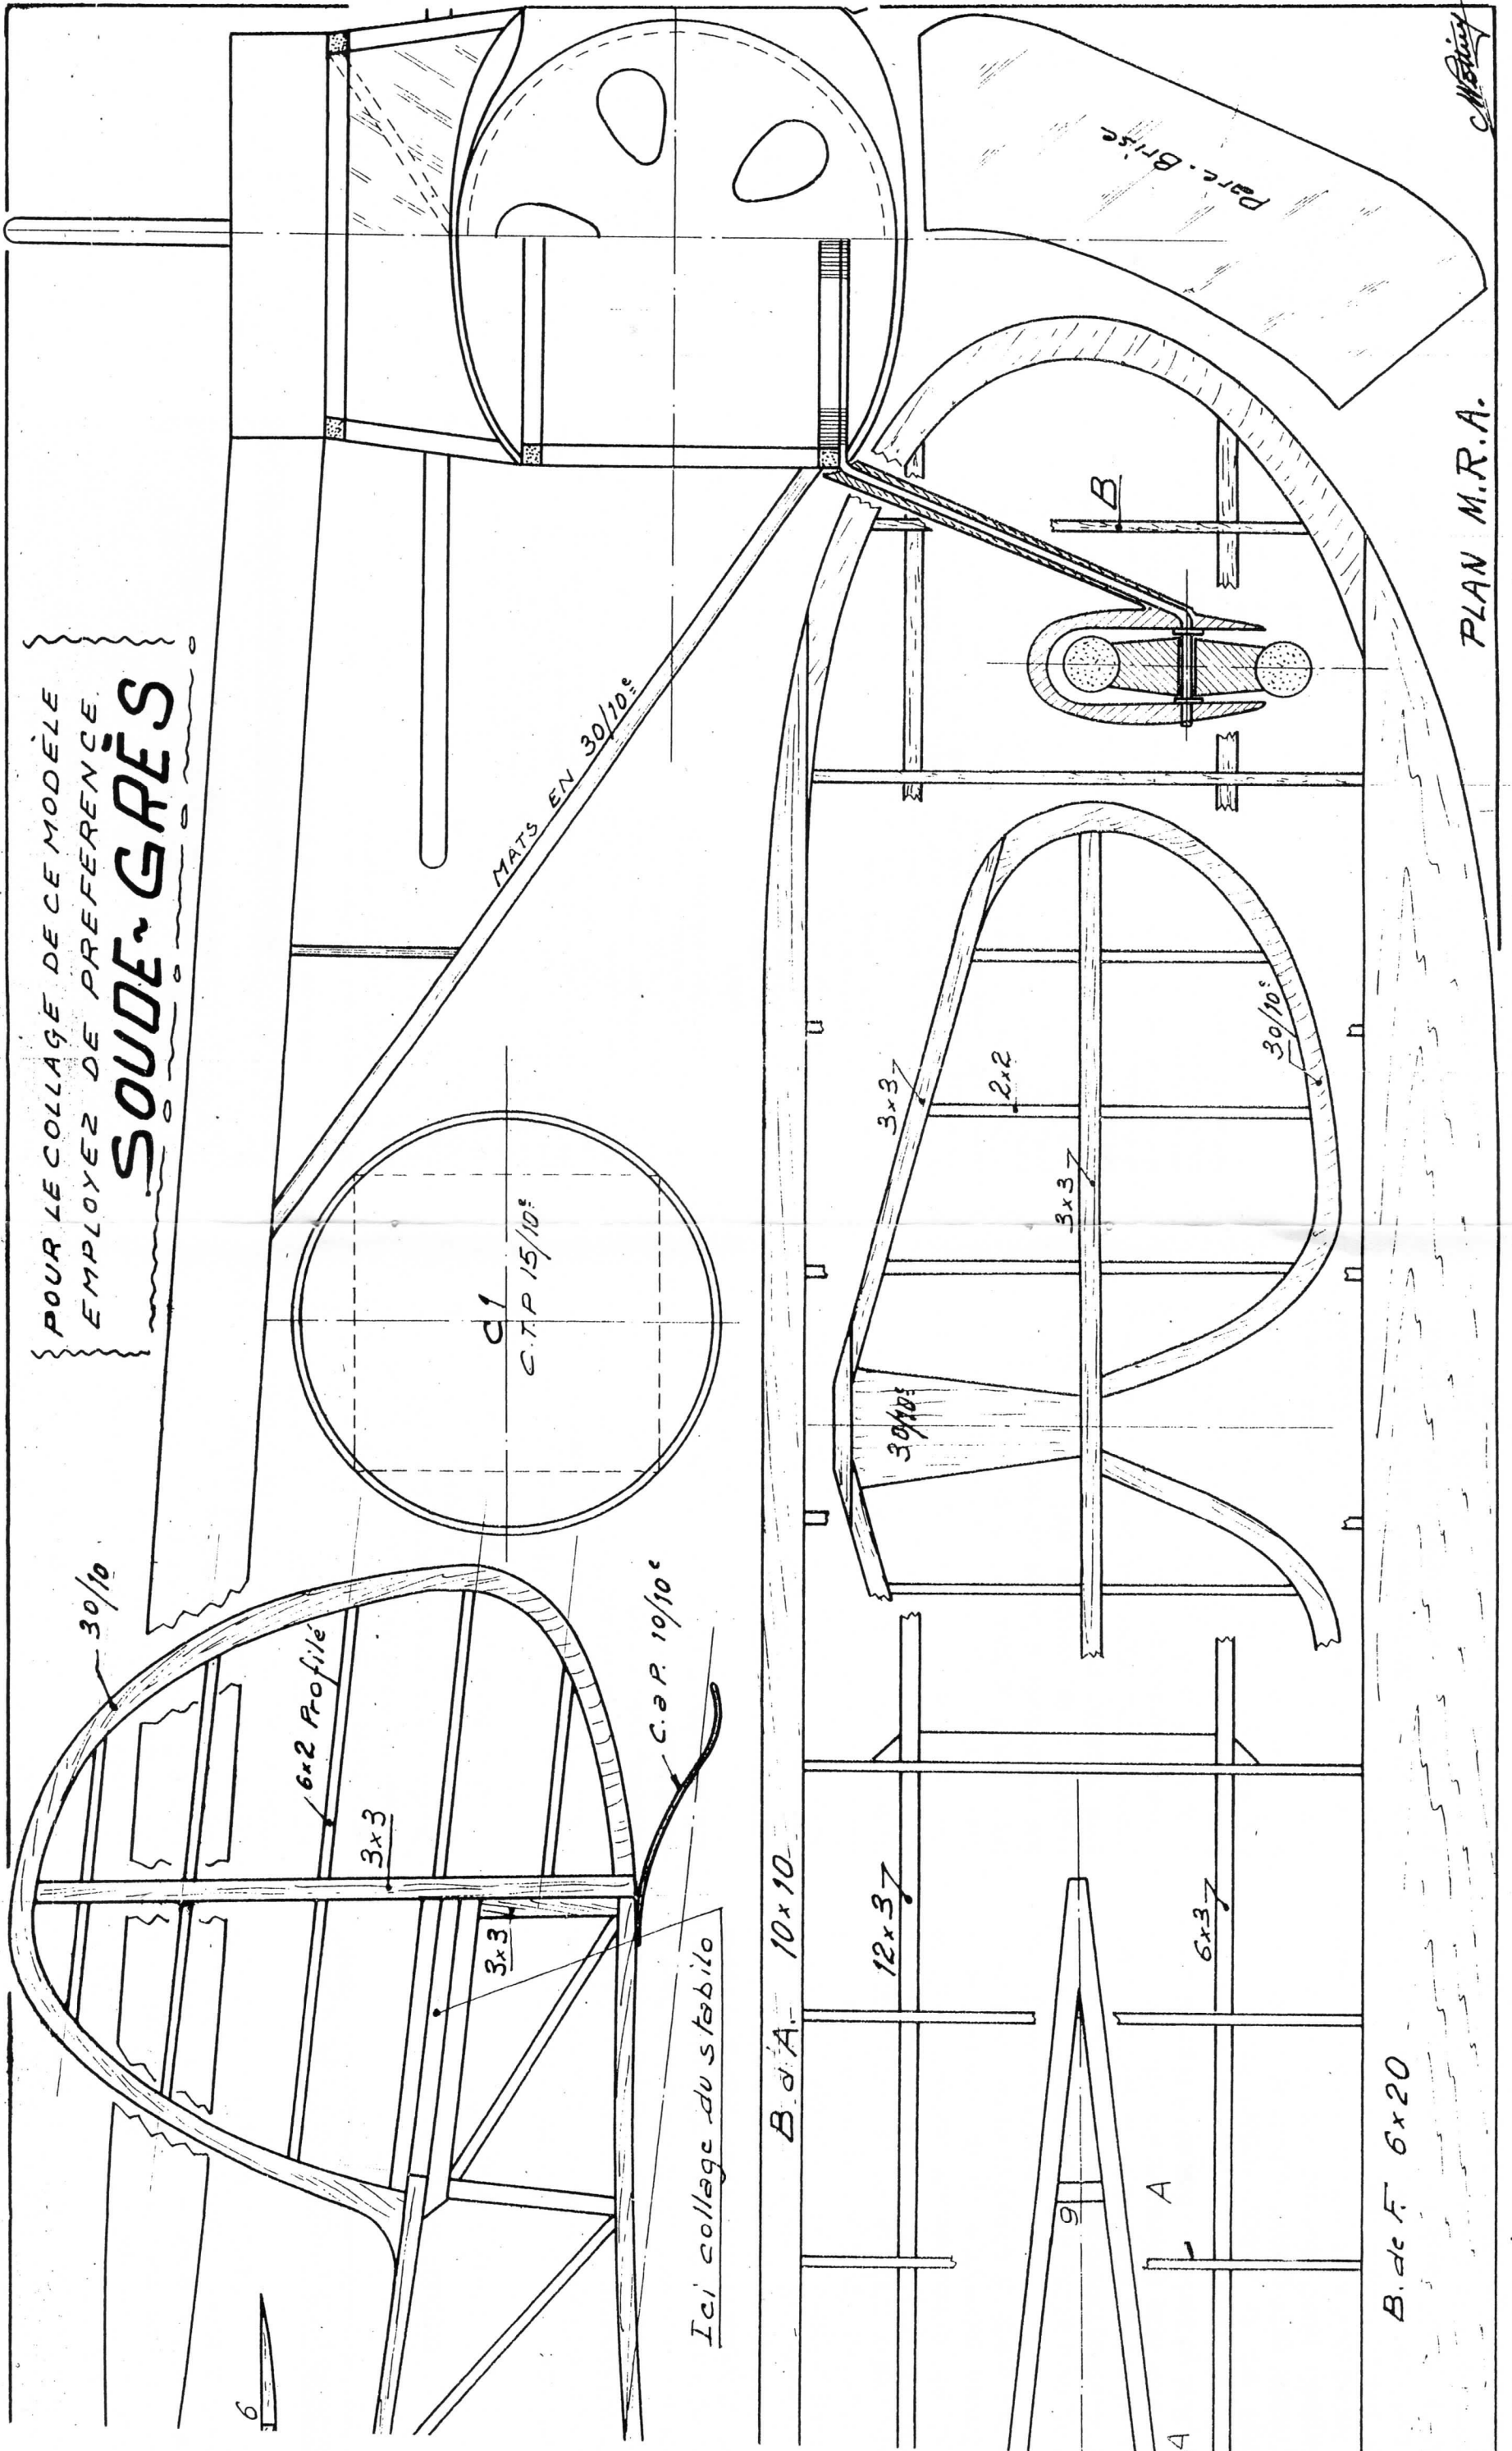 POUR LE COLLAGE DE CE MODÈLE
EMPLOYEZ DE PREFERENCE
SOUDE~GRÈS
MATS EN 30/10e
C1
C.T.P 15/10e
30/10
6x2 Profilé
3x3
3x3
C.à P. 10/10e
Ici collage du stabilo
6
B. d'A. 10x10
12x3
6x3
9
A
A
B. de F. 6x20
3x3
2x2
3x3
30/10e
30/10e
B
Pare-Brise
PLAN M.R.A.